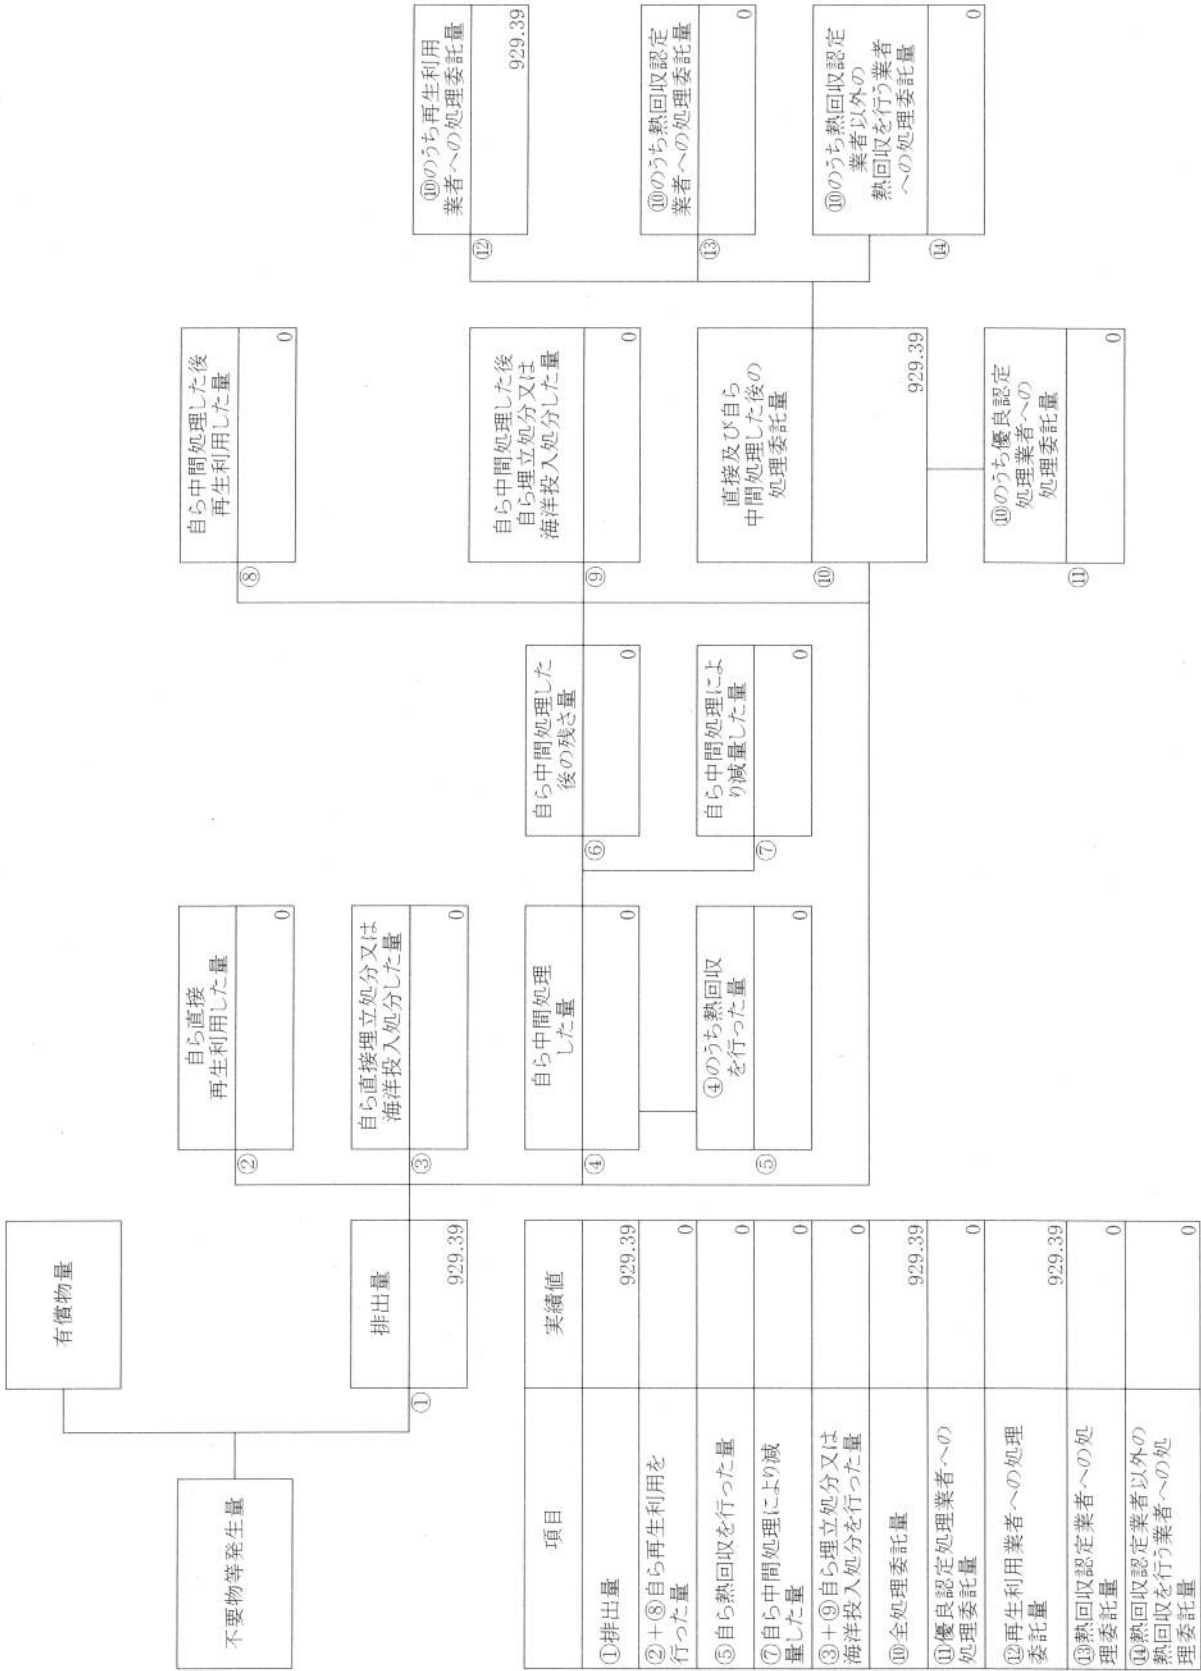 不要物等発生量
有償物量
排出量
①
929.39
自ら直接
再生利用した量
②
0
自ら直接埋立処分又は
海洋投入処分した量
③
0
自ら中間処理
した量
④
0
④のうち熱回収
を行った量
⑤
0
自ら中間処理した
後の残さ量
⑥
0
自ら中間処理によ
り減量した量
⑦
0
自ら中間処理した後
再生利用した量
⑧
0
自ら中間処理した後
自ら埋立処分又は
海洋投入処分した量
⑨
0
直接及び自ら
中間処理した後の
処理委託量
⑩
929.39
⑩のうち優良認定
処理業者への
処理委託量
⑪
0
⑩のうち再生利用
業者への処理委託量
⑫
929.39
⑩のうち熱回収認定
業者への処理委託量
⑬
0
⑩のうち熱回収認定
業者以外の
熱回収を行う業者
への処理委託量
⑭
0
項目 実績値
①排出量 929.39
②+⑧自ら再生利用を
行った量 0
⑤自ら熱回収を行った量 0
⑦自ら中間処理により減
量した量 0
③+⑨自ら埋立処分又は
海洋投入処分を行った量 0
⑩全処理委託量 929.39
⑪優良認定処理業者への
処理委託量 0
⑫再生利用業者への処理
委託量 929.39
⑬熱回収認定業者への処
理委託量 0
⑭熱回収認定業者以外の
熱回収を行う業者への処
理委託量 0